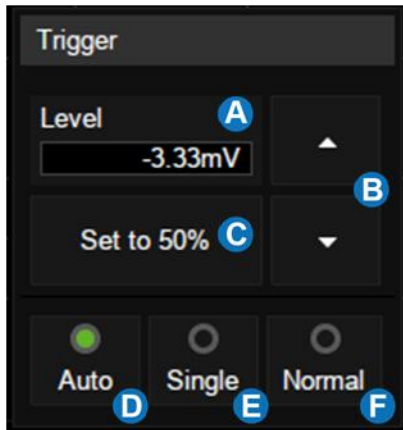 Trigger
Level A
-3.33mV
B
Set to 50% C
Auto Single Normal
D E F